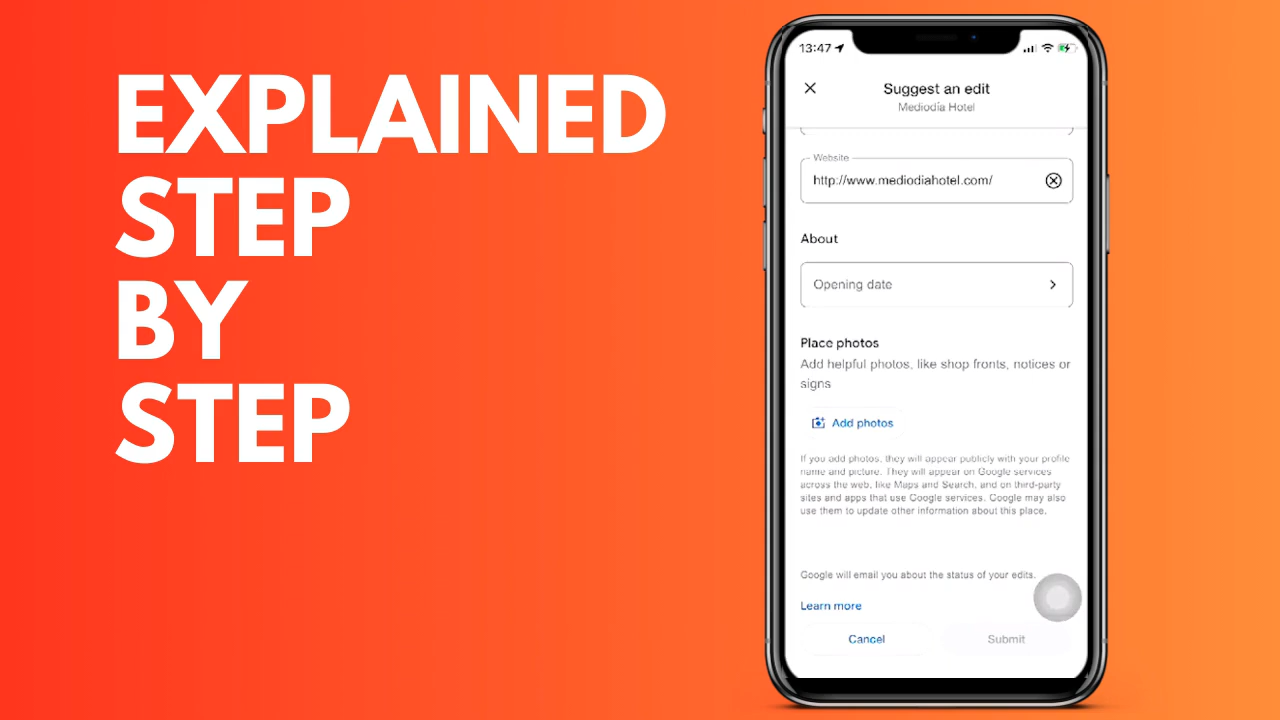 EXPLAINED
STEP
BY
STEP
13:47
Suggest an edit
Mediodía Hotel
Website
http://www.mediodiahotel.com/
About
Opening date
Place photos
Add helpful photos, like shop fronts, notices or
signs
Add photos
If you add photos, they will appear publicly with your profile
name and picture. They will appear on Google services
across the web, like Maps and Search, and on third-party
sites and apps that use Google services. Google may also
use them to update other information about this place.
Google will email you about the status of your edits.
Learn more
Cancel
Submit